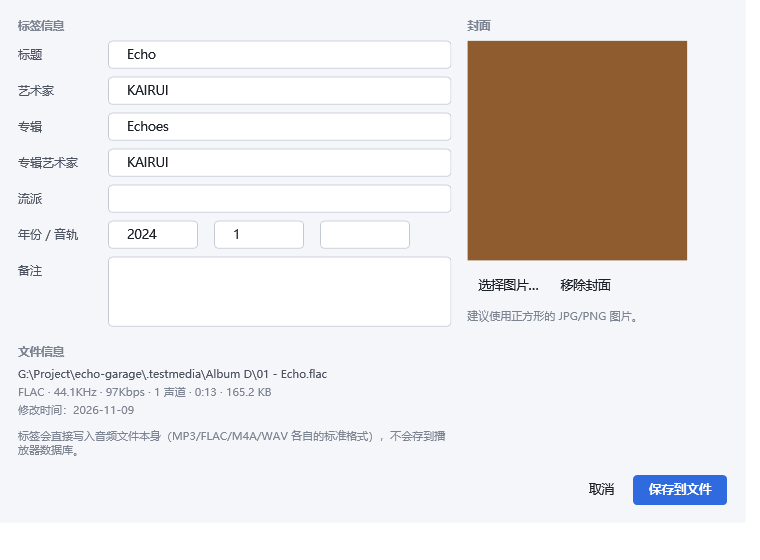 标签信息
封面
标题
Echo
艺术家
KAIRUI
专辑
Echoes
专辑艺术家
KAIRUI
流派
年份 / 音轨
2024
1
备注
选择图片...
移除封面
建议使用正方形的 JPG/PNG 图片。
文件信息
G:\Project\echo-garage\.testmedia\Album D\01 - Echo.flac
FLAC · 44.1KHz · 97Kbps · 1 声道 · 0:13 · 165.2 KB
修改时间：2026-11-09
标签会直接写入音频文件本身（MP3/FLAC/M4A/WAV 各自的标准格式），不会存到播
放器数据库。
取消
保存到文件